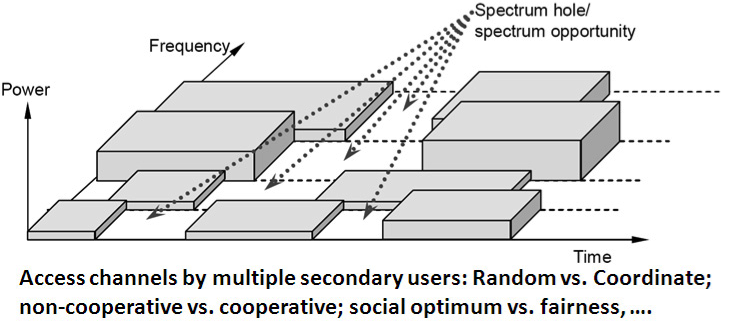 Spectrum hole/
spectrum opportunity
Frequency
Power
Time
Access channels by multiple secondary users: Random vs. Coordinate;
non-cooperative vs. cooperative; social optimum vs. fairness, ....